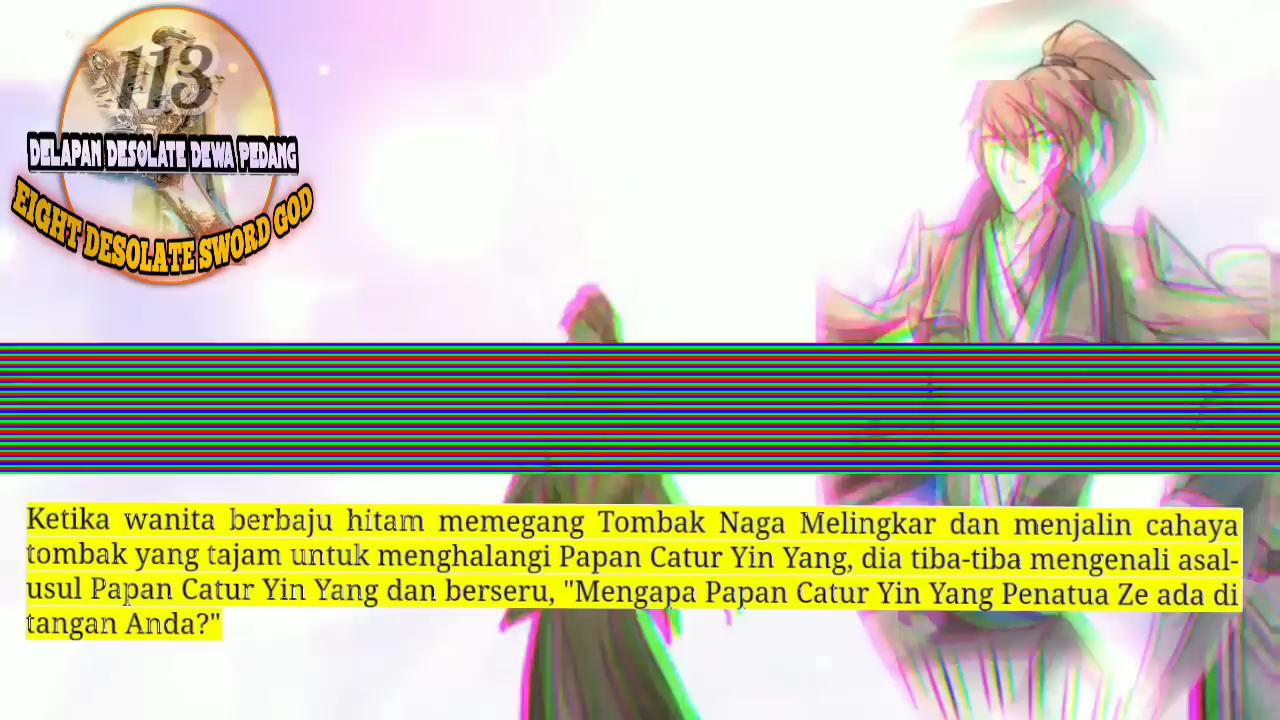 113
DELAPAN DESOLATE DEWA PEDANG
EIGHT DESOLATE SWORD GOD
Ketika wanita berbaju hitam memegang Tombak Naga Melingkar dan menjalin cahaya
tombak yang tajam untuk menghalangi Papan Catur Yin Yang, dia tiba-tiba mengenali asal-
usul Papan Catur Yin Yang dan berseru, "Mengapa Papan Catur Yin Yang Penatua Ze ada di
tangan Anda?"